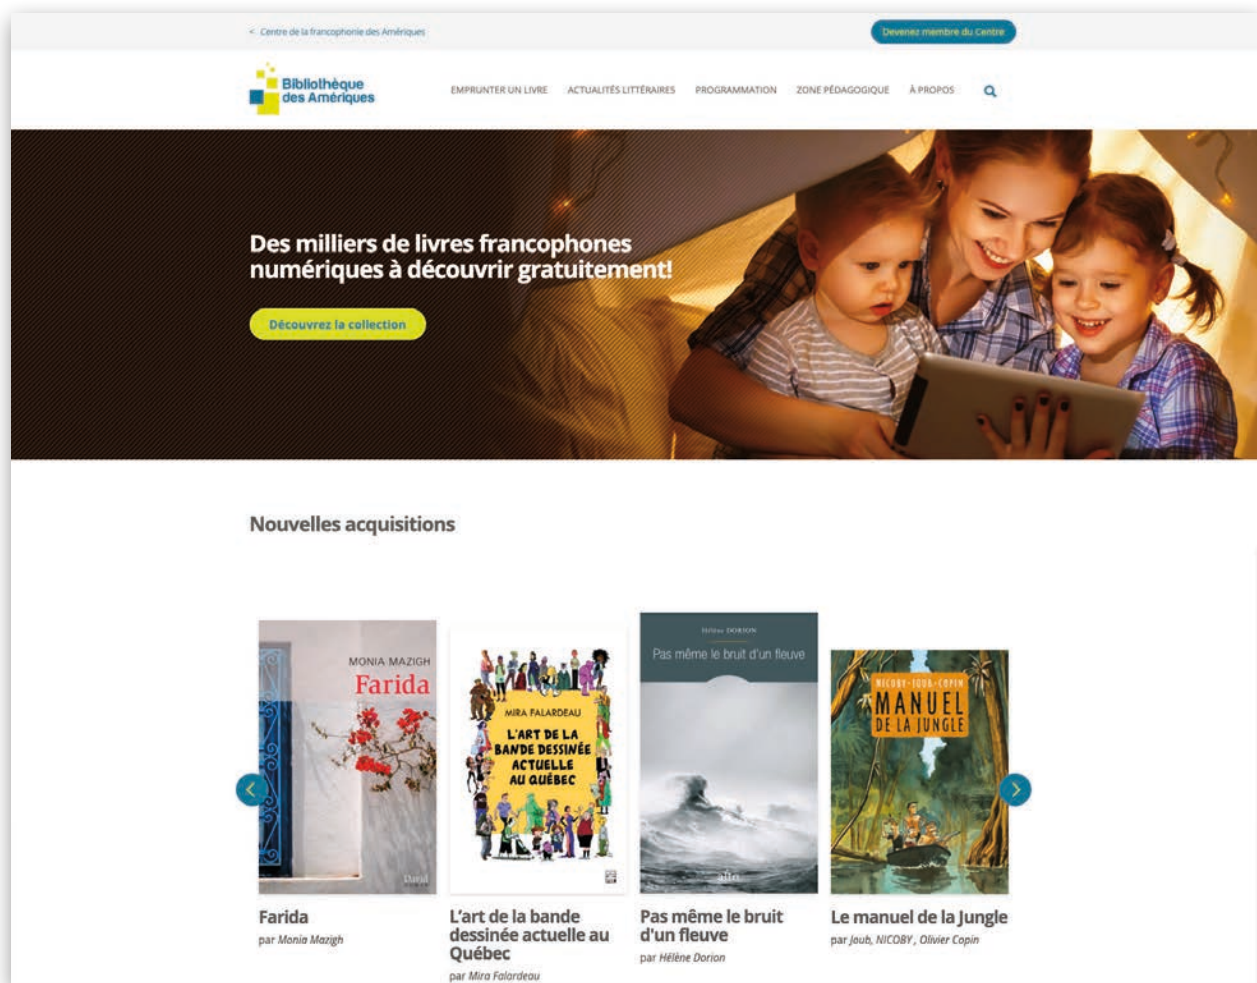 < Centre de la francophonie des Amériques
Devenez membre du Centre
Bibliothèque
des Amériques
EMPRUNTER UN LIVRE ACTUALITÉS LITTÉRAIRES PROGRAMMATION ZONE PÉDAGOGIQUE À PROPOS
Des milliers de livres francophones
numériques à découvrir gratuitement!
Découvrez la collection
Nouvelles acquisitions
MONIA MAZIGH
Farida
David
ROMAN
MIRA FALARDEAU
L'ART DE LA
BANDE DESSINÉE
ACTUELLE
AU QUÉBEC
Hélène DORION
Pas même le bruit d'un fleuve
alto
NICOBY·JOUB·COPIN
MANUEL
DE LA JUNGLE
Farida
par Monia Mazigh
L'art de la bande
dessinée actuelle au
Québec
par Mira Falardeau
Pas même le bruit
d'un fleuve
par Hélène Dorion
Le manuel de la Jungle
par Joub, NICOBY , Olivier Copin